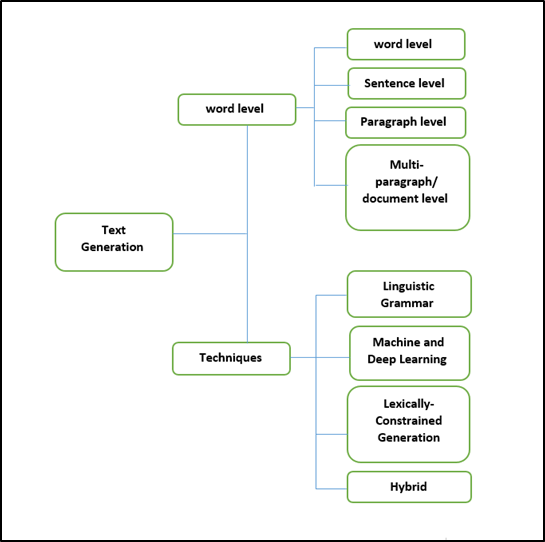 word level
Sentence level
Paragraph level
Multi-
paragraph/
document level
word level
Text
Generation
Techniques
Linguistic
Grammar
Machine and
Deep Learning
Lexically-
Constrained
Generation
Hybrid